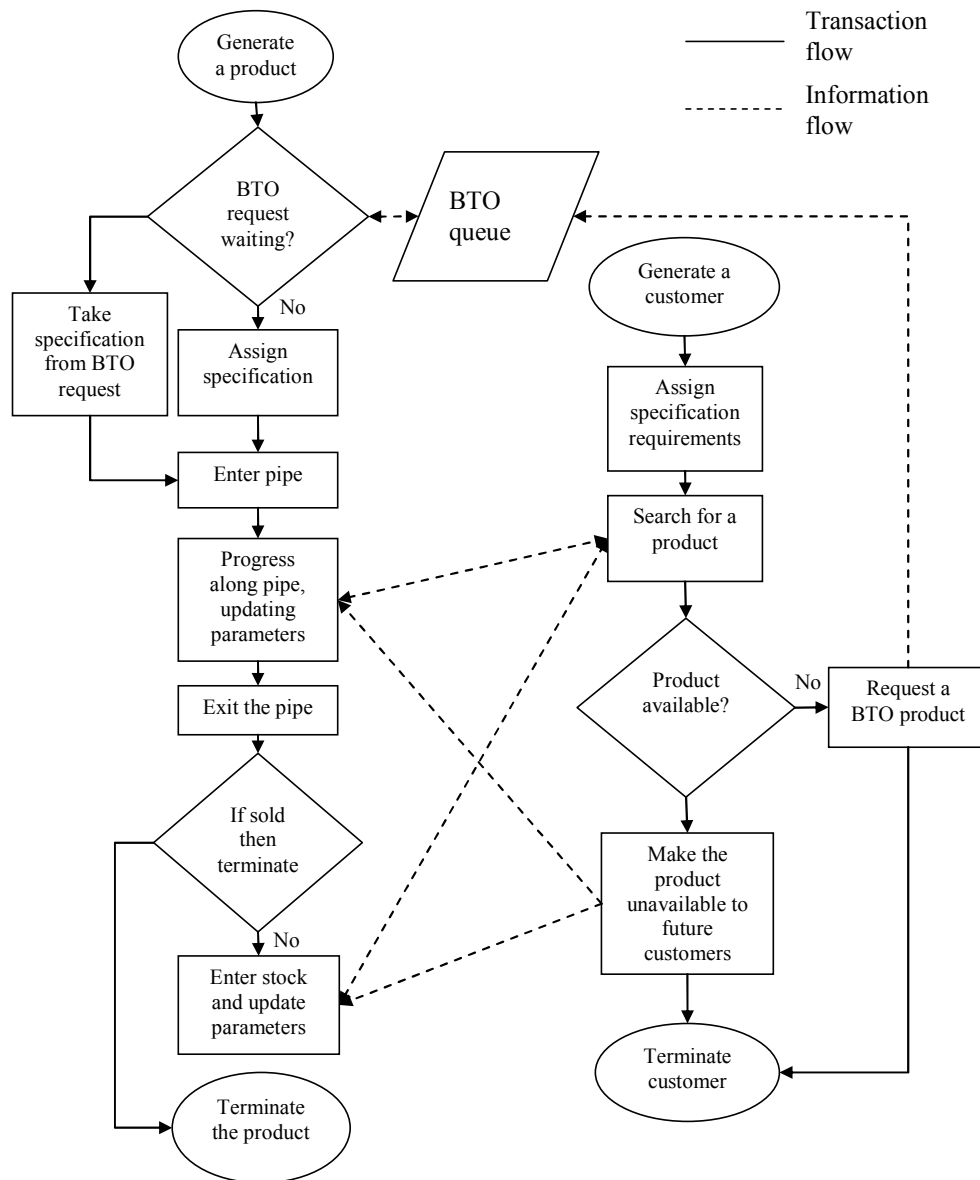 Generate
a product
Transaction
flow
Information
flow
BTO
request
waiting?
BTO
queue
Generate a
customer
No
Take
specification
from BTO
request
Assign
specification
Assign
specification
requirements
Enter pipe
Search for a
product
Progress
along pipe,
updating
parameters
Exit the pipe
Product
available?
No
Request a
BTO product
If sold
then
terminate
Make the
product
unavailable to
future
customers
No
Enter stock
and update
parameters
Terminate
customer
Terminate
the product